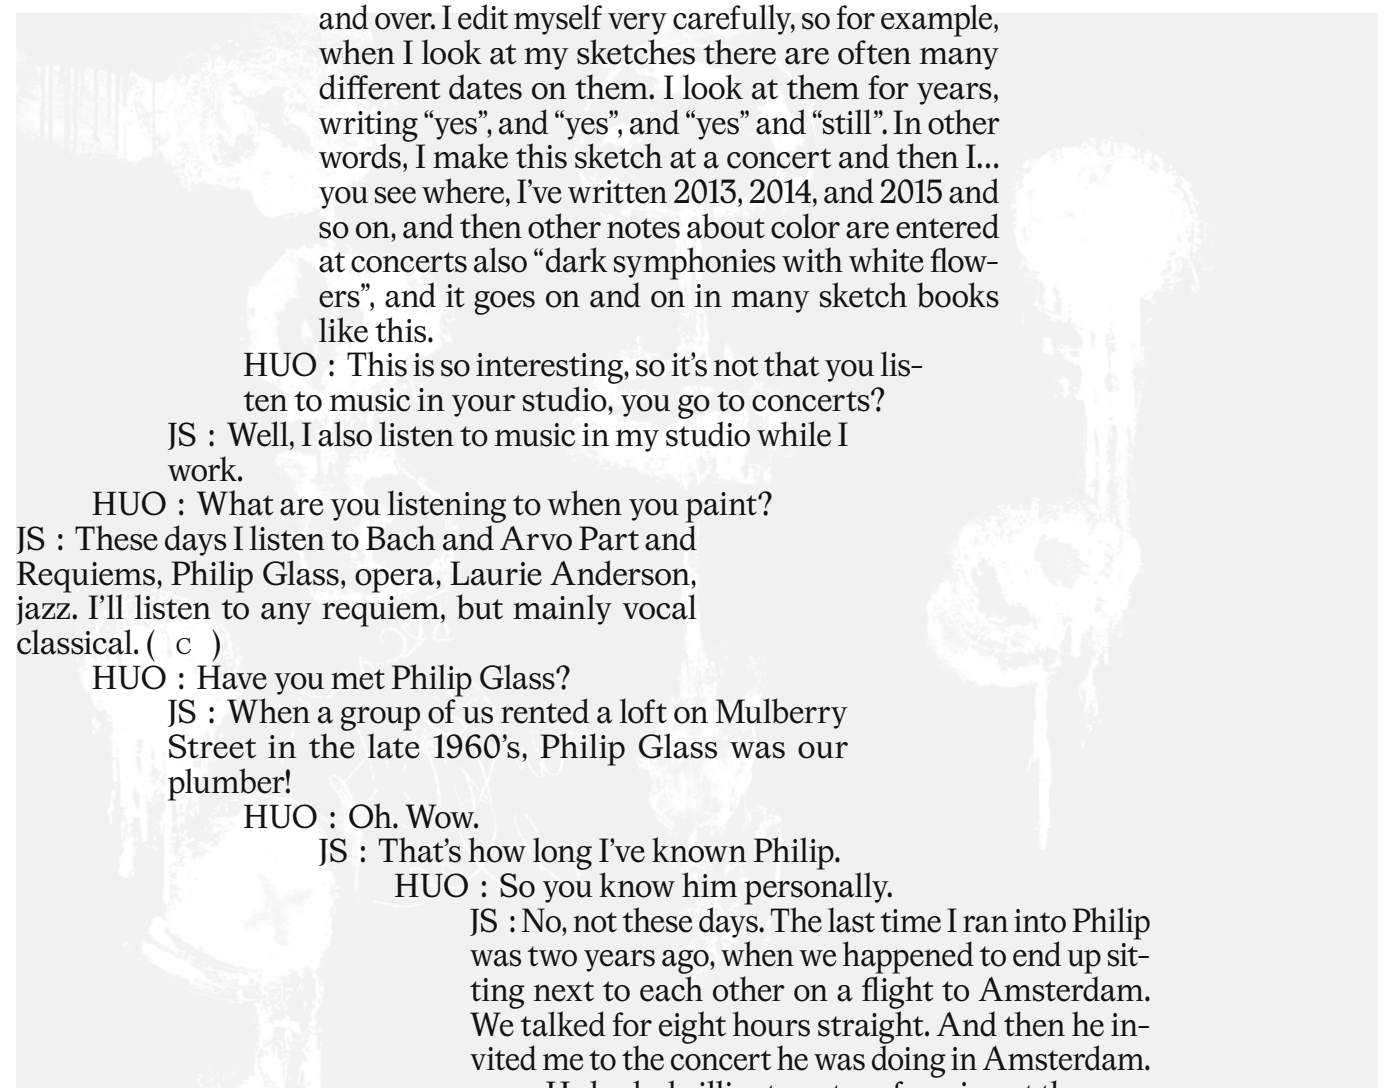 and over. I edit myself very carefully, so for example,
when I look at my sketches there are often many
different dates on them. I look at them for years,
writing “yes”, and “yes”, and “yes” and “still”. In other
words, I make this sketch at a concert and then I...
you see where, I’ve written 2013, 2014, and 2015 and
so on, and then other notes about color are entered
at concerts also “dark symphonies with white flow-
ers”, and it goes on and on in many sketch books
like this.
HUO : This is so interesting, so it’s not that you lis-
ten to music in your studio, you go to concerts?
JS : Well, I also listen to music in my studio while I
work.
HUO : What are you listening to when you paint?
JS : These days I listen to Bach and Arvo Part and
Requiems, Philip Glass, opera, Laurie Anderson,
jazz. I’ll listen to any requiem, but mainly vocal
classical. ( C )
HUO : Have you met Philip Glass?
JS : When a group of us rented a loft on Mulberry
Street in the late 1960’s, Philip Glass was our
plumber!
HUO : Oh. Wow.
JS : That’s how long I’ve known Philip.
HUO : So you know him personally.
JS : No, not these days. The last time I ran into Philip
was two years ago, when we happened to end up sit-
ting next to each other on a flight to Amsterdam.
We talked for eight hours straight. And then he in-
vited me to the concert he was doing in Amsterdam.